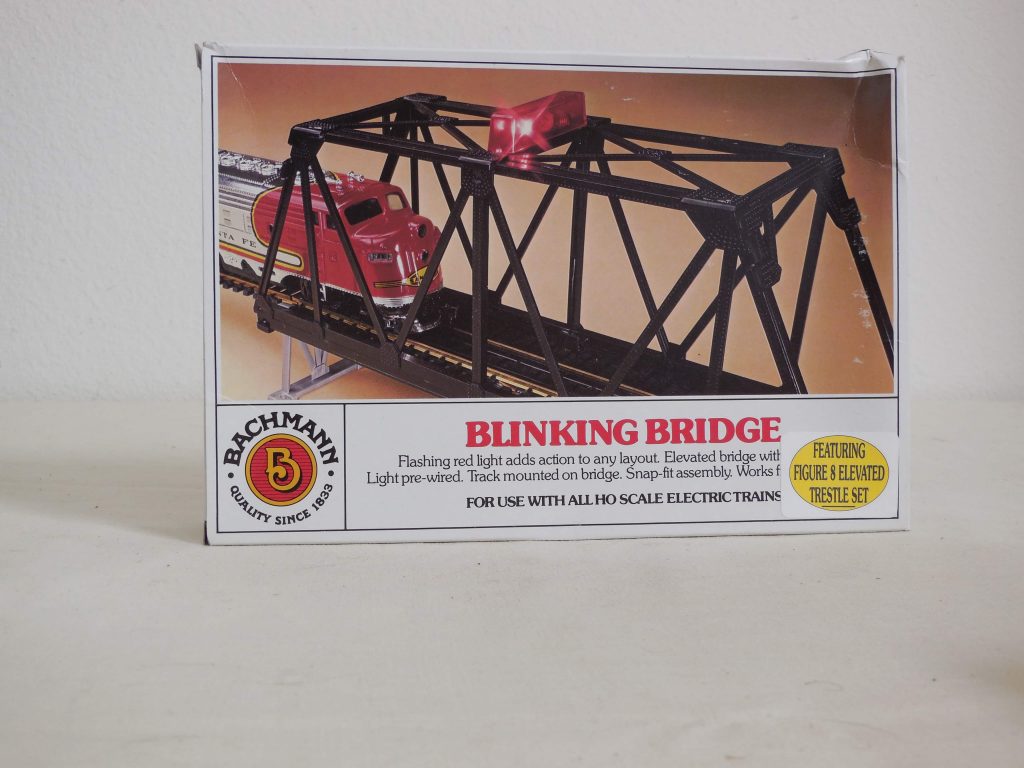 TA FE
BACHMANN
B
QUALITY SINCE 1833
BLINKING BRIDGE
Flashing red light adds action to any layout. Elevated bridge with
Light pre-wired. Track mounted on bridge. Snap-fit assembly. Works
FOR USE WITH ALL HO SCALE ELECTRIC TRAINS
FEATURING
FIGURE 8 ELEVATED
TRESTLE SET